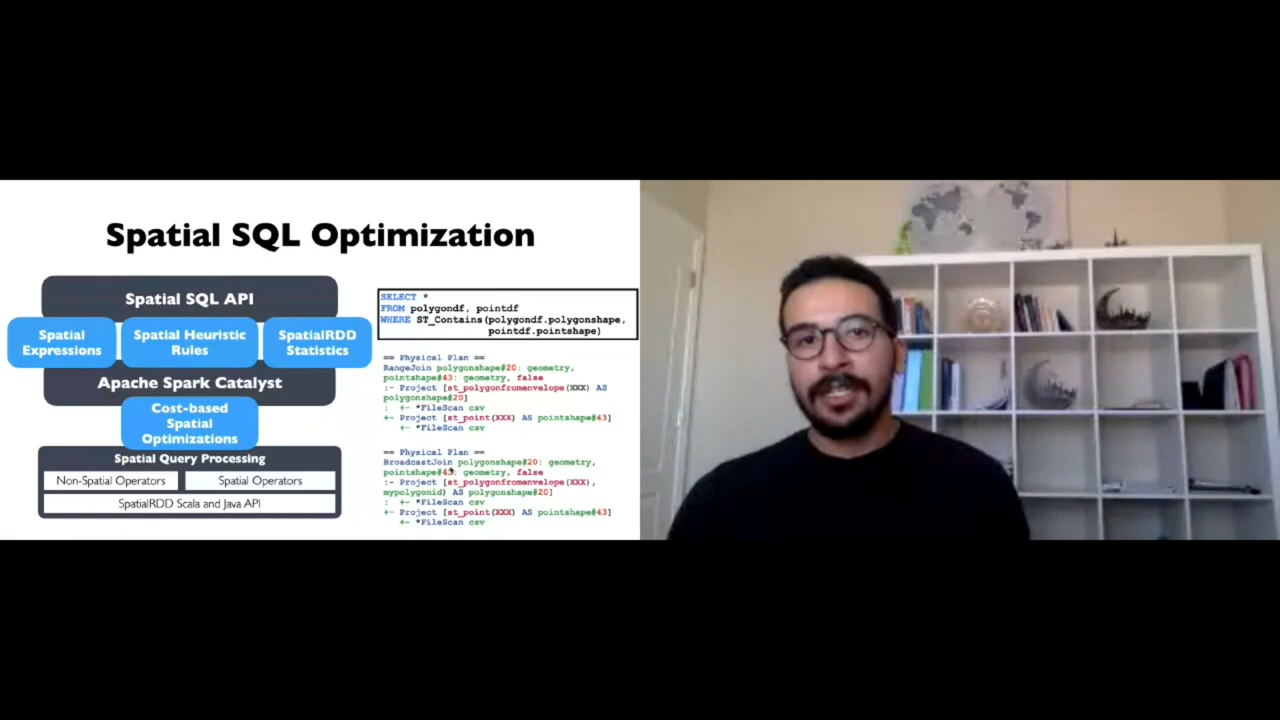 Spatial SQL Optimization
Spatial SQL API
Spatial
Expressions
Spatial Heuristic
Rules
SpatialRDD
Statistics
Apache Spark Catalyst
Cost-based
Spatial
Optimizations
Spatial Query Processing
Non-Spatial Operators
Spatial Operators
SpatialRDD Scala and Java API
SELECT *
FROM polygondf, pointdf
WHERE ST_Contains(polygondf.polygonshape,
pointdf.pointshape)
== Physical Plan ==
RangeJoin polygonshape#20: geometry,
pointshape#43: geometry, false
:- Project [st_polygonfromenvelope(XXX) AS
polygonshape#20]
: +- *FileScan csv
+- Project [st_point(XXX) AS pointshape#43]
+- *FileScan csv
== Physical Plan ==
BroadcastJoin polygonshape#20: geometry,
pointshape#43: geometry, false
:- Project [st_polygonfromenvelope(XXX),
mypolygonid) AS polygonshape#20]
: +- *FileScan csv
+- Project [st_point(XXX) AS pointshape#43]
+- *FileScan csv